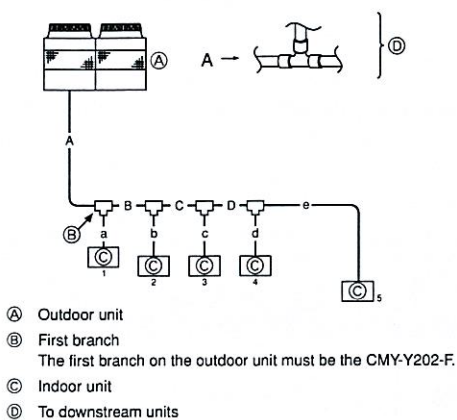 Ⓐ A → Ⓓ
A
B C D e
Ⓑ a b c d
Ⓒ Ⓒ Ⓒ Ⓒ Ⓒ
1 2 3 4 5
Ⓐ Outdoor unit
Ⓑ First branch
The first branch on the outdoor unit must be the CMY-Y202-F.
Ⓒ Indoor unit
Ⓓ To downstream units